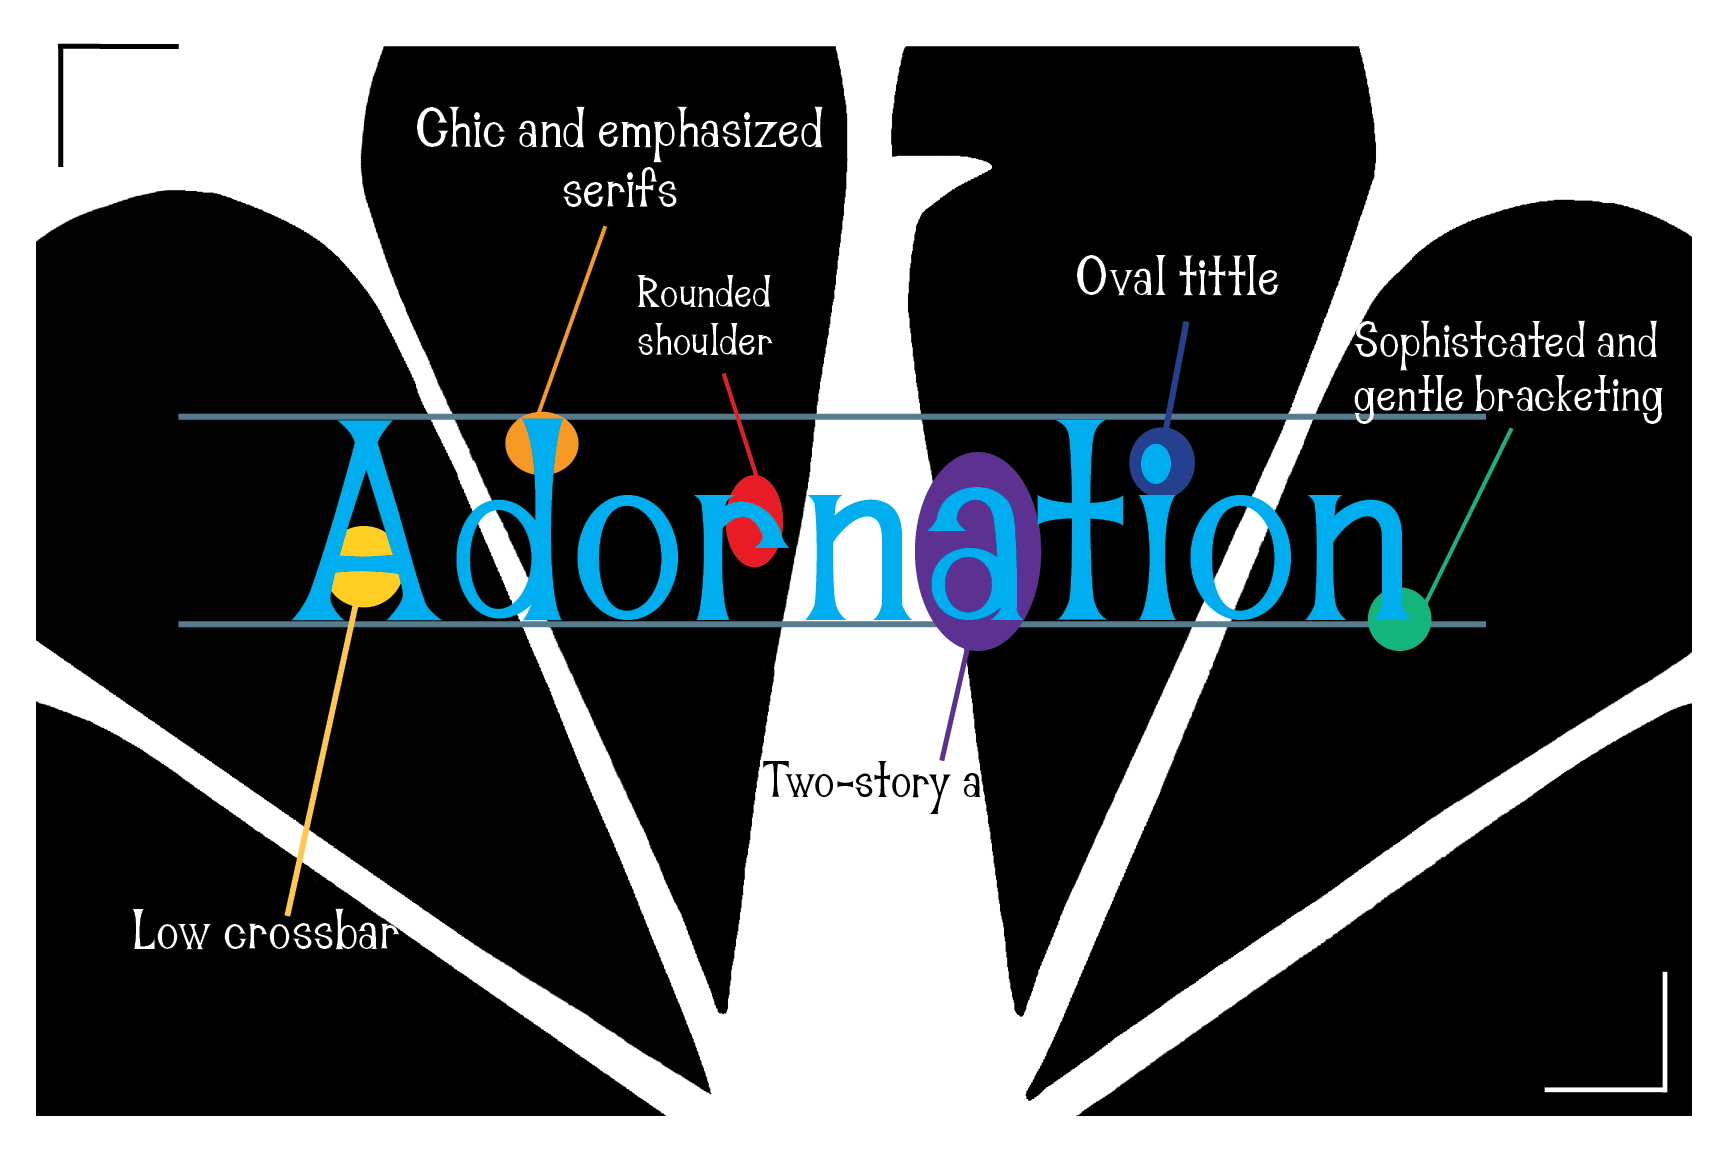 Chic and emphasized
serifs
Rounded
shoulder
Oval tittle
Sophistcated and
gentle bracketing
Adornation
Two-story a
Low crossbar